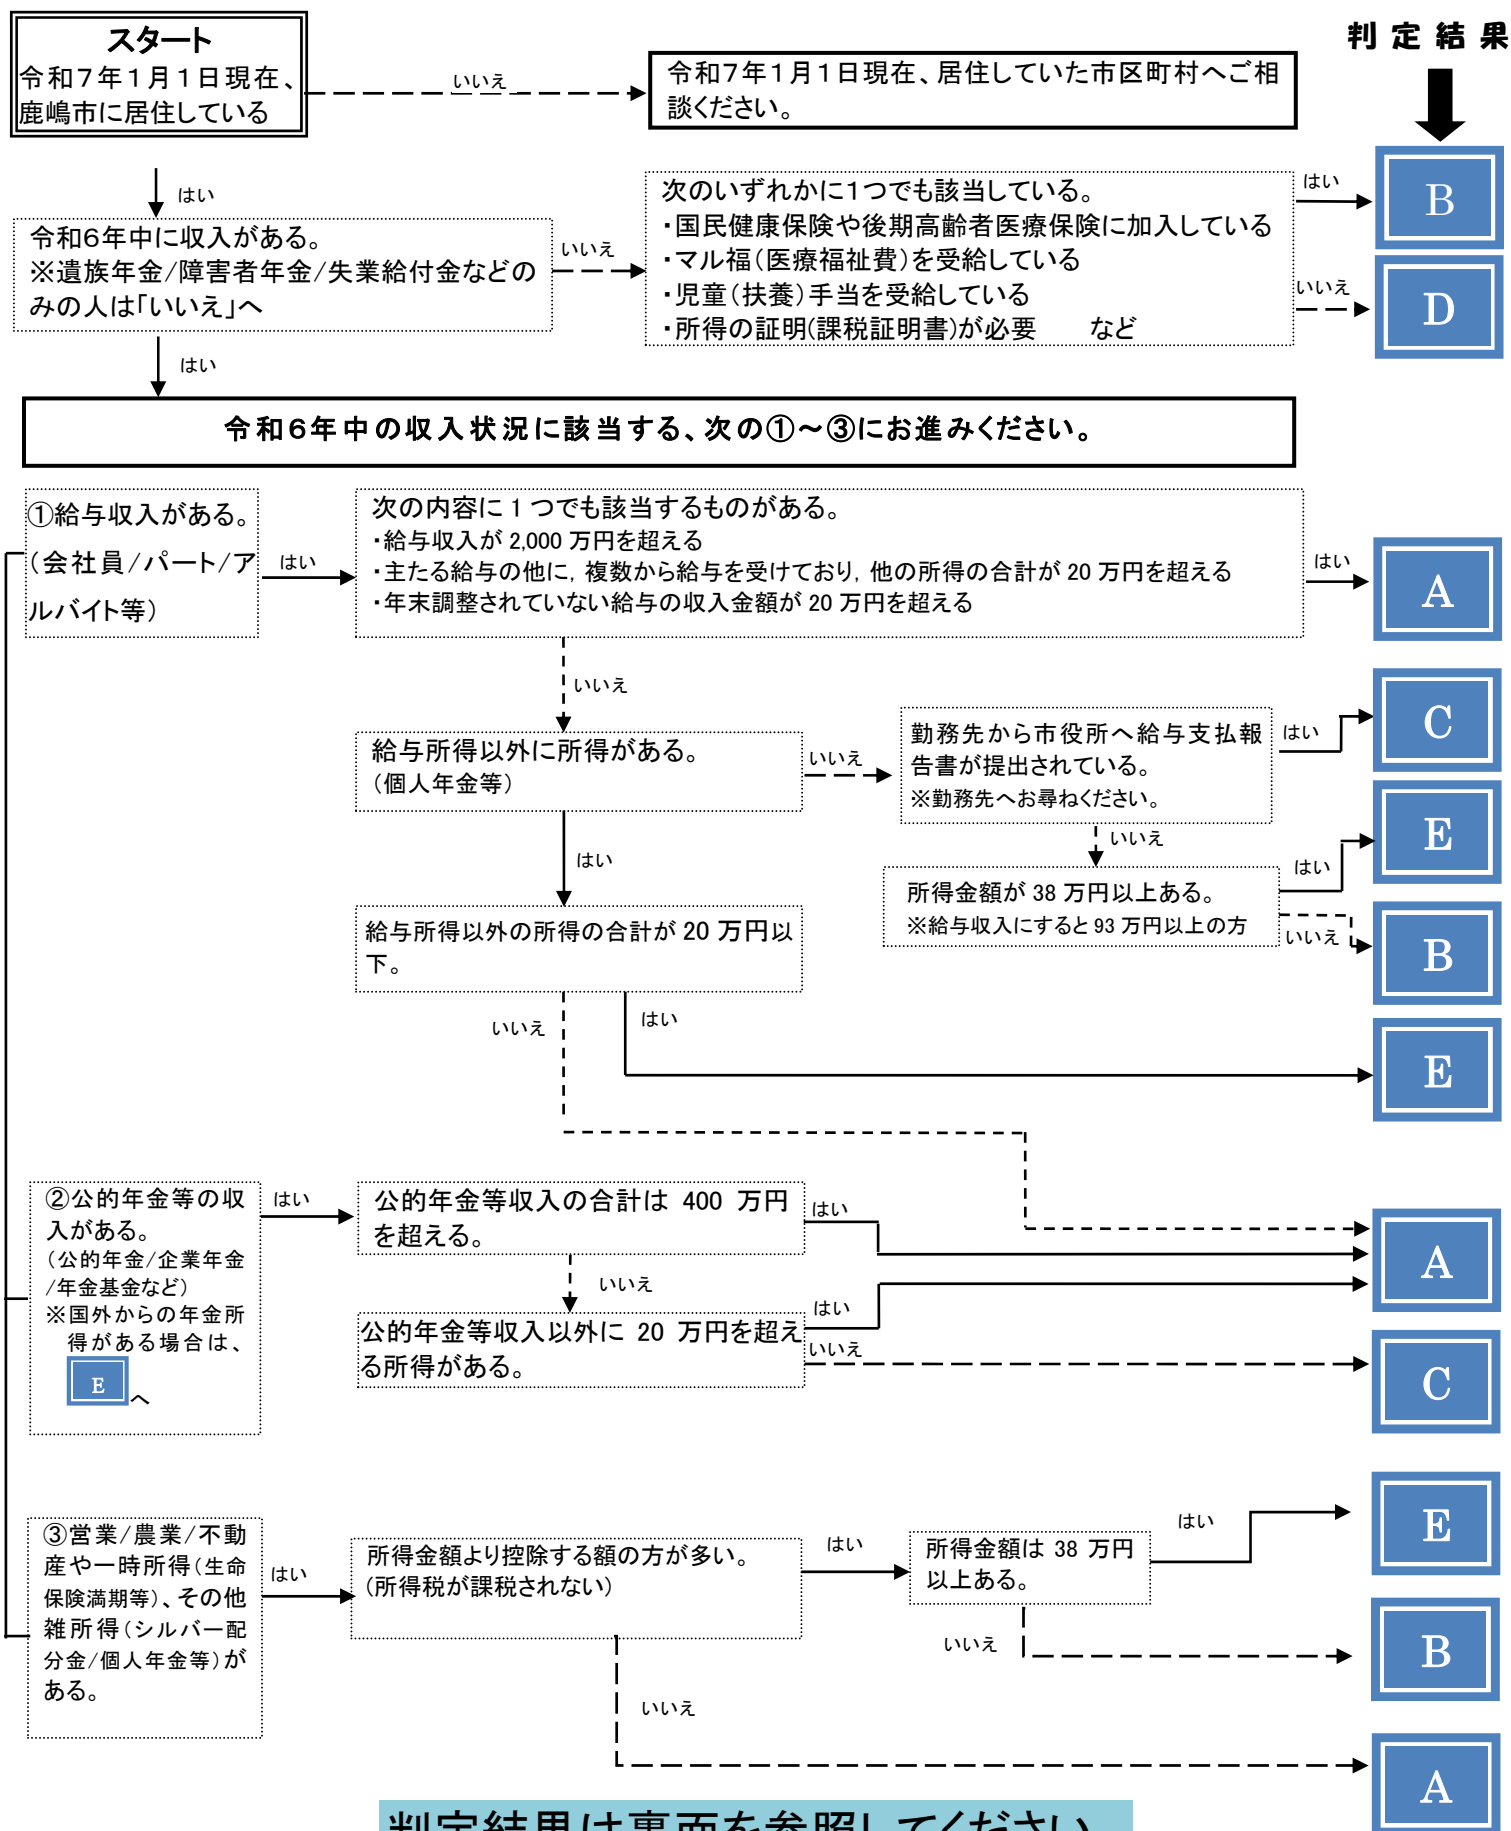 スタート
令和7年1月1日現在、
鹿嶋市に居住している
いいえ
令和7年1月1日現在、居住していた市区町村へご相
談ください。
判定結果
はい
令和6年中に収入がある。
※遺族年金/障害者年金/失業給付金などの
みの人は「いいえ」へ
いいえ
次のいずれかに1つでも該当している。
・国民健康保険や後期高齢者医療保険に加入している
・マル福(医療福祉費)を受給している
・児童(扶養)手当を受給している
・所得の証明(課税証明書)が必要　　など
はい
B
いいえ
D
はい
令和6年中の収入状況に該当する、次の①～③にお進みください。
①給与収入がある。
(会社員/パート/ア
ルバイト等)
はい
次の内容に1つでも該当するものがある。
・給与収入が 2,000 万円を超える
・主たる給与の他に, 複数から給与を受けており, 他の所得の合計が 20 万円を超える
・年末調整されていない給与の収入金額が 20 万円を超える
はい
A
いいえ
給与所得以外に所得がある。
(個人年金等)
いいえ
勤務先から市役所へ給与支払報
告書が提出されている。
※勤務先へお尋ねください。
はい
C
いいえ
所得金額が 38 万円以上ある。
※給与収入にすると 93 万円以上の方
はい
E
いいえ
B
はい
給与所得以外の所得の合計が 20 万円以
下。
いいえ
はい
E
②公的年金等の収
入がある。
(公的年金/企業年金
/年金基金など)
※国外からの年金所
得がある場合は、
E へ
はい
公的年金等収入の合計は 400 万円
を超える。
はい
A
いいえ
公的年金等収入以外に 20 万円を超え
る所得がある。
はい
いいえ
C
③営業/農業/不動
産や一時所得(生命
保険満期等)、その他
雑所得(シルバー配
分金/個人年金等)が
ある。
はい
所得金額より控除する額の方が多い。
(所得税が課税されない)
はい
所得金額は 38 万円
以上ある。
はい
E
いいえ
B
いいえ
A
判定結果は裏面を参照してください